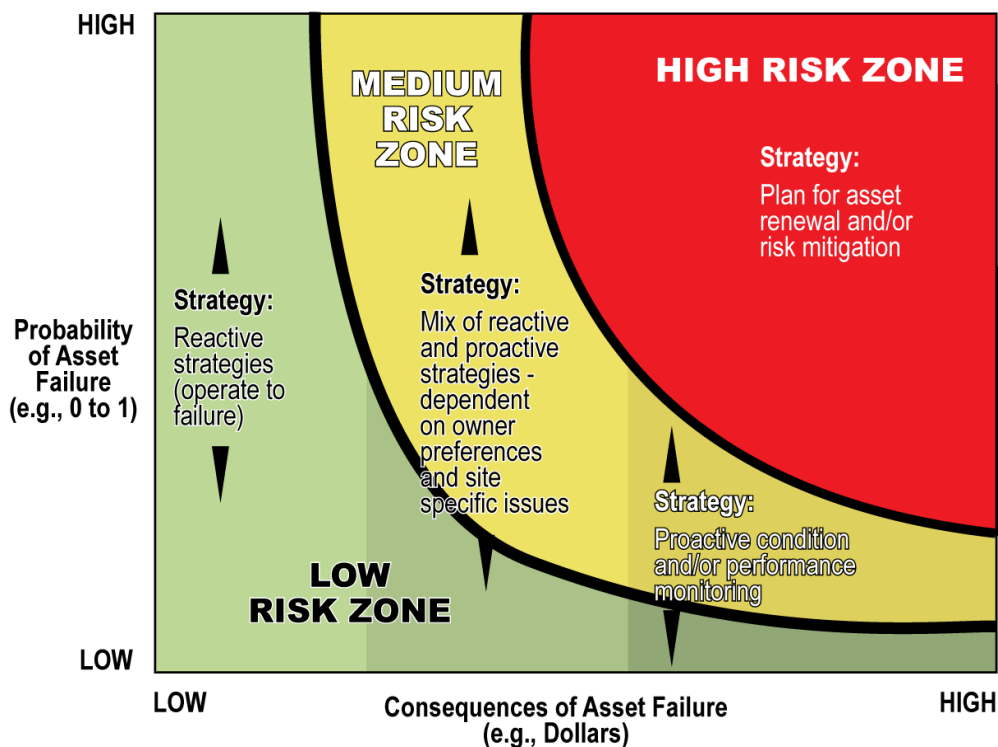 HIGH
MEDIUM
RISK
ZONE
HIGH RISK ZONE
Strategy:
Plan for asset
renewal and/or
risk mitigation
Probability
of Asset
Failure
(e.g., 0 to 1)
Strategy:
Reactive
strategies
(operate to
failure)
Strategy:
Mix of reactive
and proactive
strategies -
dependent
on owner
preferences
and site
specific issues
Strategy:
Proactive condition
and/or performance
monitoring
LOW
RISK ZONE
LOW
LOW
Consequences of Asset Failure
(e.g., Dollars)
HIGH